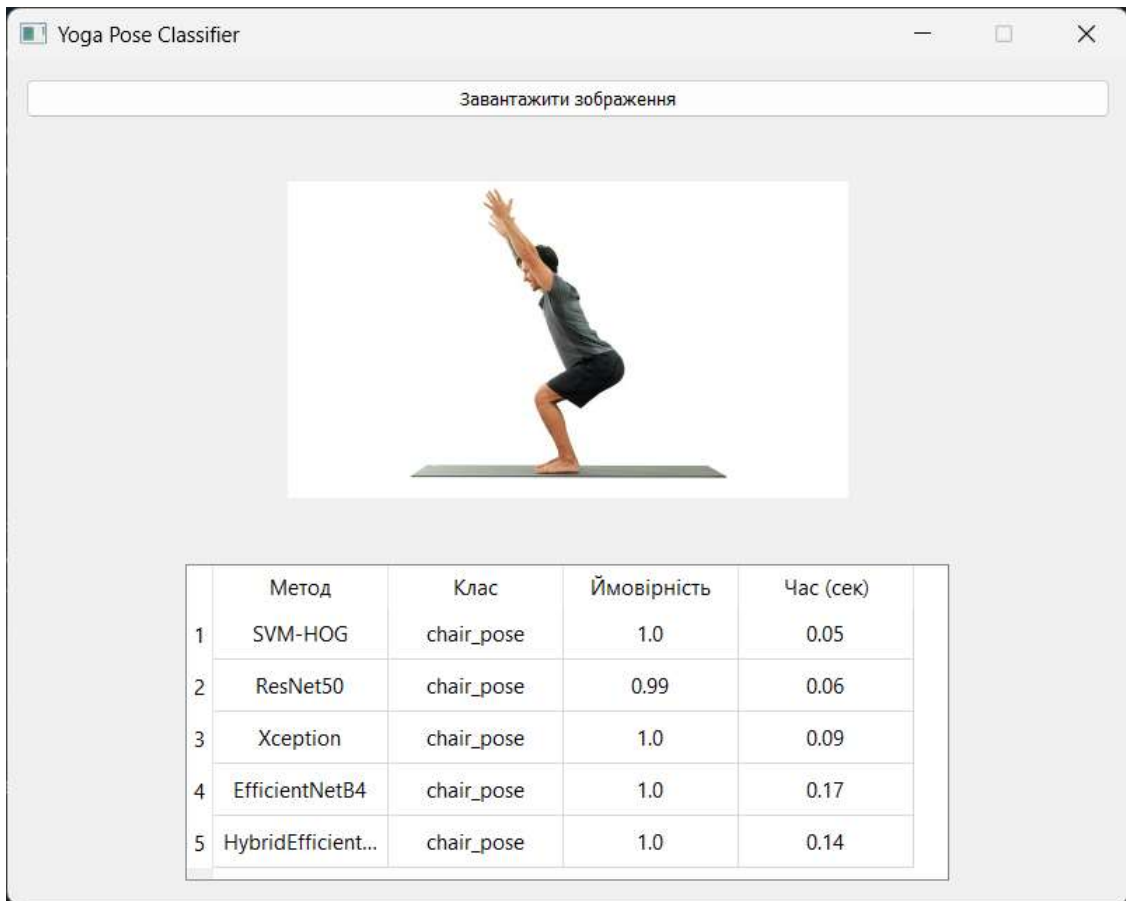 Yoga Pose Classifier
Завантажити зображення
Метод Клас Ймовірність Час (сек)
1 SVM-HOG chair_pose 1.0 0.05
2 ResNet50 chair_pose 0.99 0.06
3 Xception chair_pose 1.0 0.09
4 EfficientNetB4 chair_pose 1.0 0.17
5 HybridEfficient... chair_pose 1.0 0.14